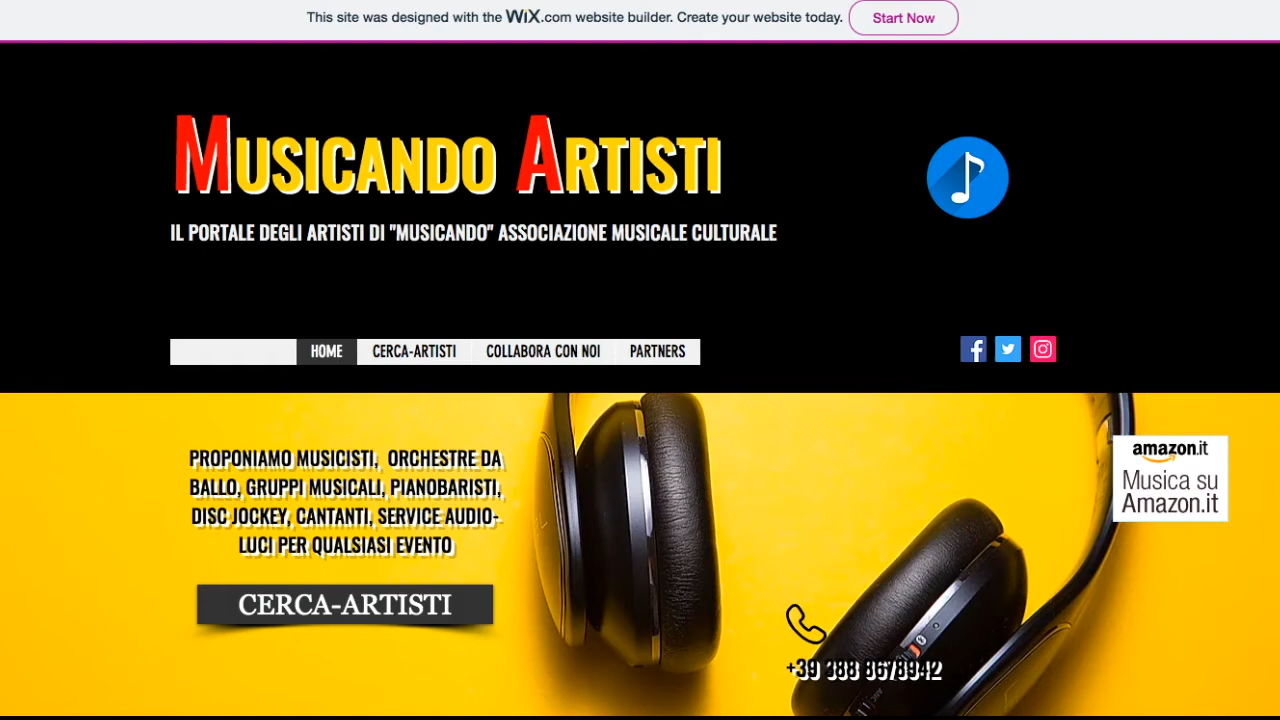 This site was designed with the WiX.com website builder. Create your website today. Start Now
MUSICANDO ARTISTI
IL PORTALE DEGLI ARTISTI DI "MUSICANDO" ASSOCIAZIONE MUSICALE CULTURALE
HOME CERCA-ARTISTI COLLABORA CON NOI PARTNERS
PROPONIAMO MUSICISTI, ORCHESTRE DA
BALLO, GRUPPI MUSICALI, PIANOBARISTI,
DISC JOCKEY, CANTANTI, SERVICE AUDIO-
LUCI PER QUALSIASI EVENTO
CERCA-ARTISTI
amazon.it
Musica su
Amazon.it
+39 388 8678942